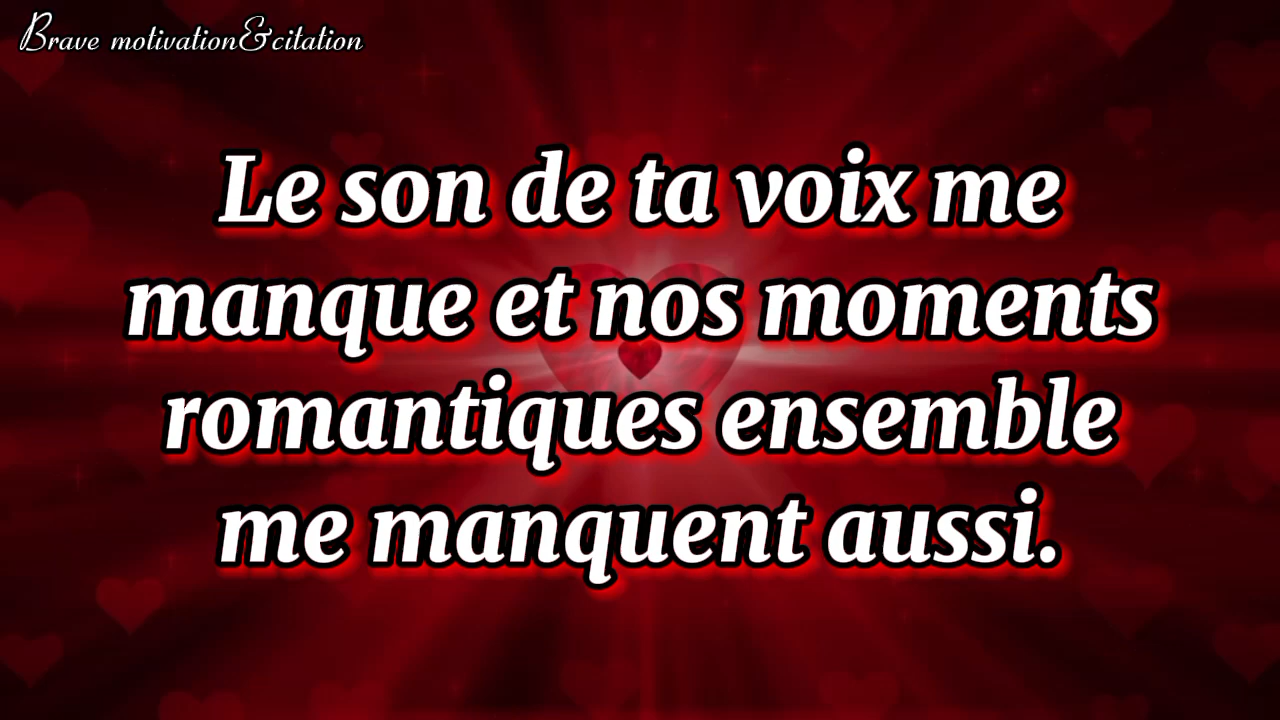 Brave motivation&citation
Le son de ta voix me
manque et nos moments
romantiques ensemble
me manquent aussi.